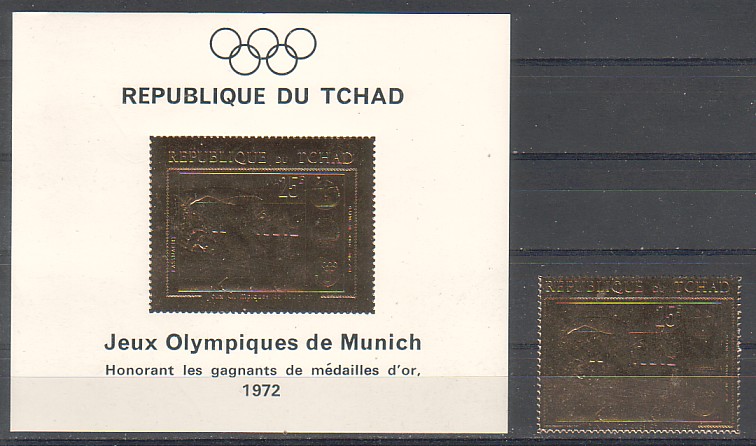 REPUBLIQUE DU TCHAD
REPUBLIQUE DU TCHAD
25F
Jeux Olympiques de Munich
Honorant les gagnants de médailles d'or,
1972
REPUBLIQUE DU TCHAD
25F